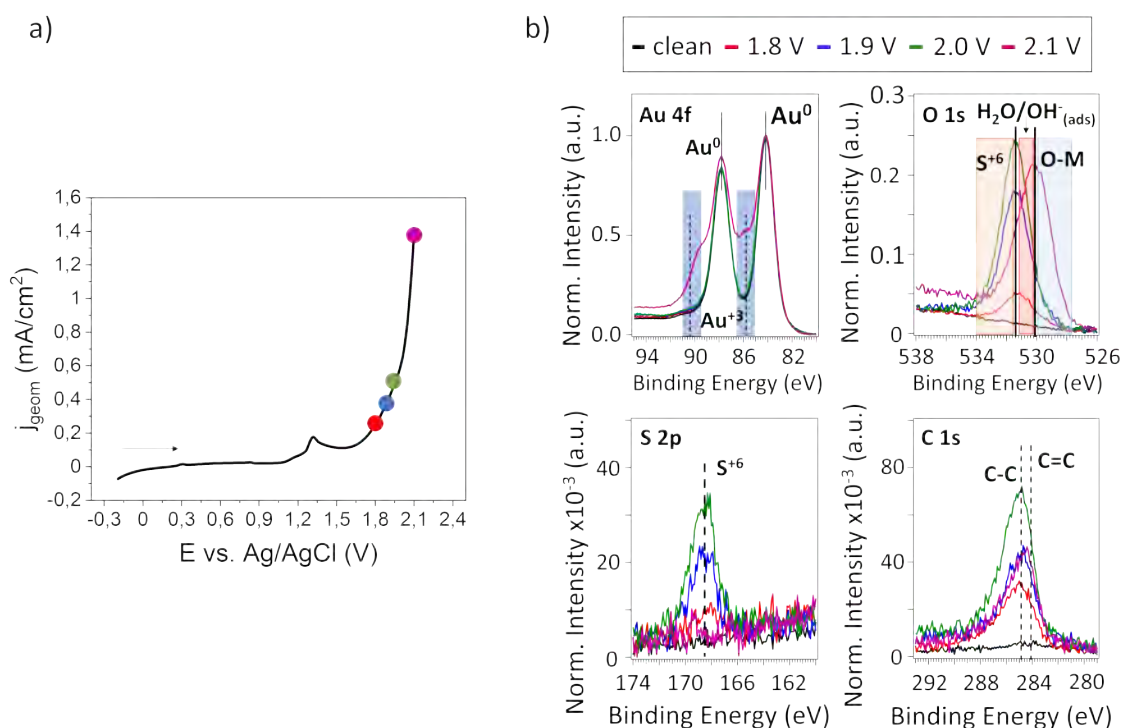 a)
b)
clean 1.8 V 1.9 V 2.0 V 2.1 V
1,6
1,4
1,2
1
0,8
0,6
0,4
0,2
0
-0,2
j geom (mA/cm²)
-0,3 0 0,3 0,6 0,9 1,2 1,5 1,8 2,1 2,4
E vs. Ag/AgCl (V)
Au 4f
Au⁰
Au⁰
Au⁺³
1.0
0.5
0.0
Norm. Intensity (a.u.)
94 90 86 82
Binding Energy (eV)
O 1s
H₂O/OH⁻(ads)
S⁺⁶
O-M
0.3
0.2
0.1
0.0
Norm. Intensity (a.u.)
538 534 530 526
Binding Energy (eV)
S 2p
S⁺⁶
40
20
0
Norm. Intensity x10⁻³ (a.u.)
174 170 166 162
Binding Energy (eV)
C 1s
C-C
C=C
80
40
0
Norm. Intensity x10⁻³ (a.u.)
292 288 284 280
Binding Energy (eV)